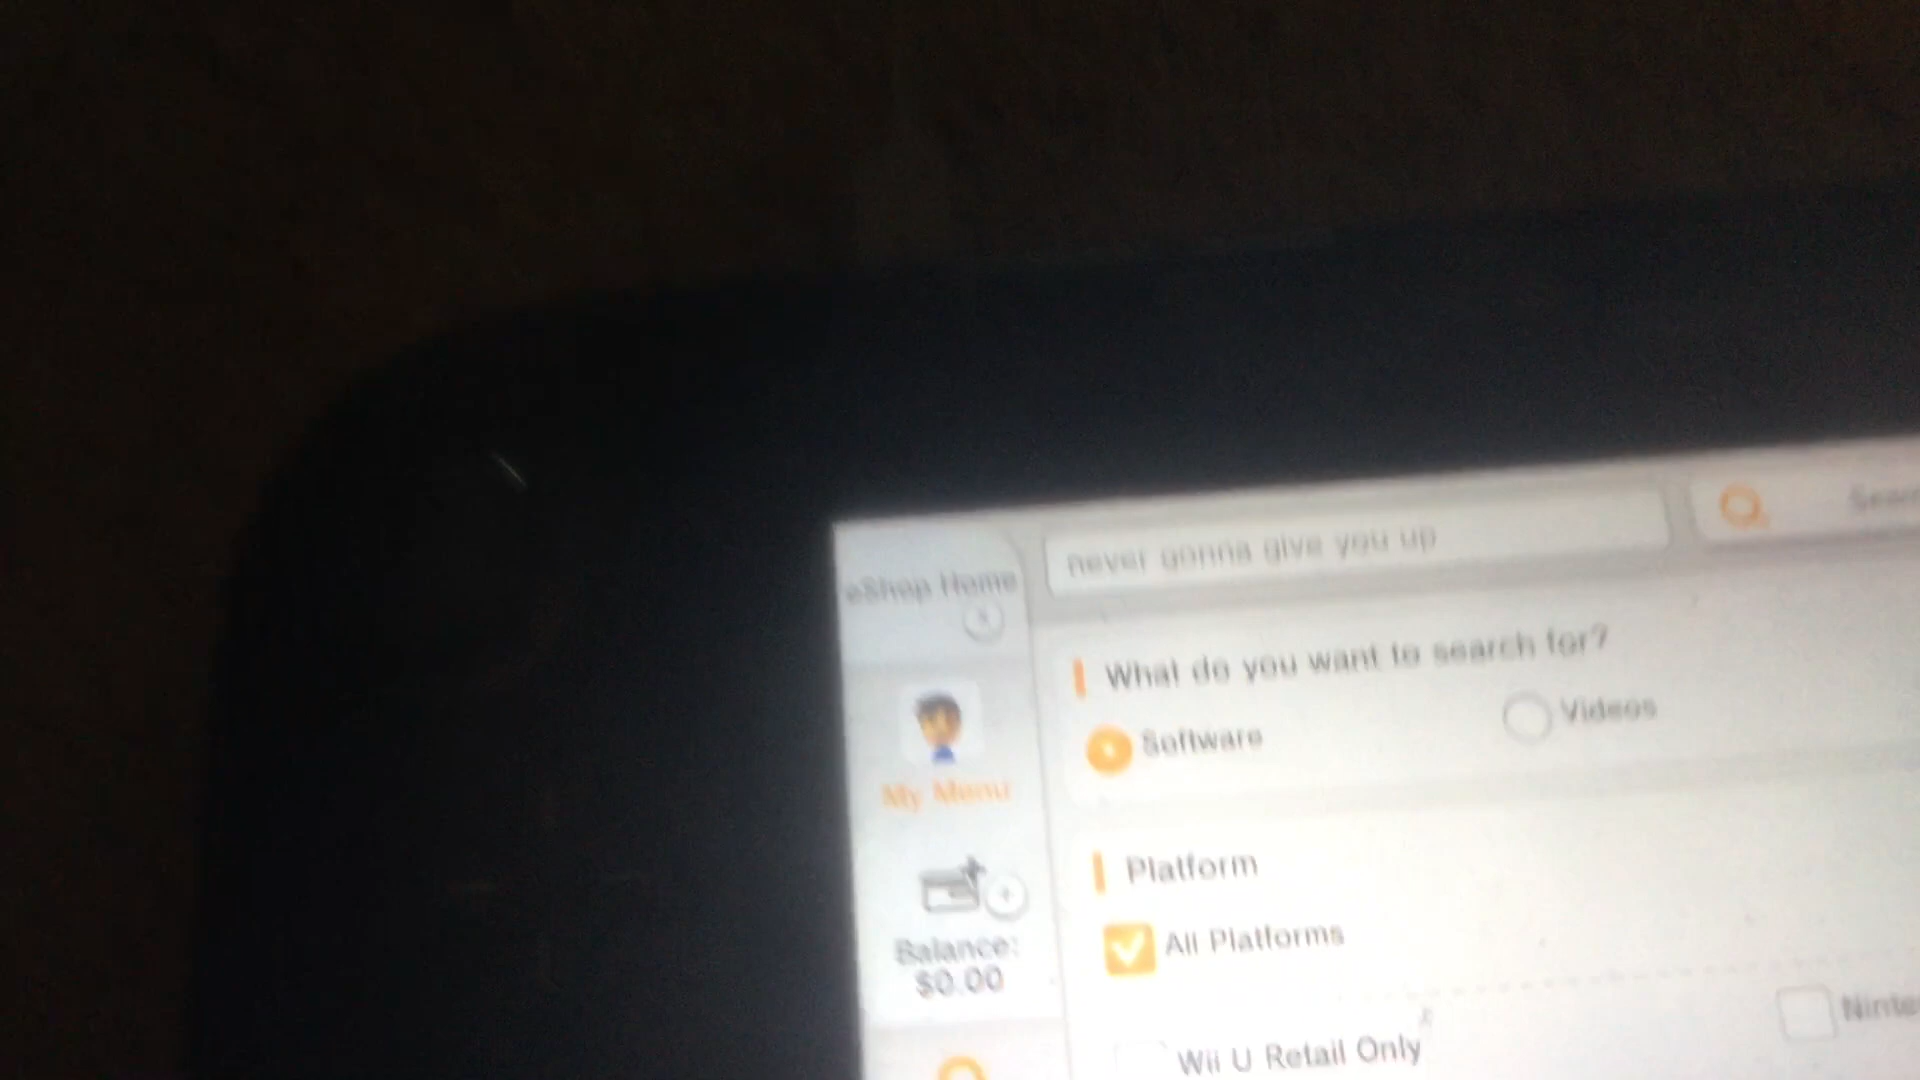 never gonna give you up
eShop Home
What do you want to search for?
Software
Videos
My Menu
Platform
All Platforms
Balance:
$0.00
Wii U Retail Only